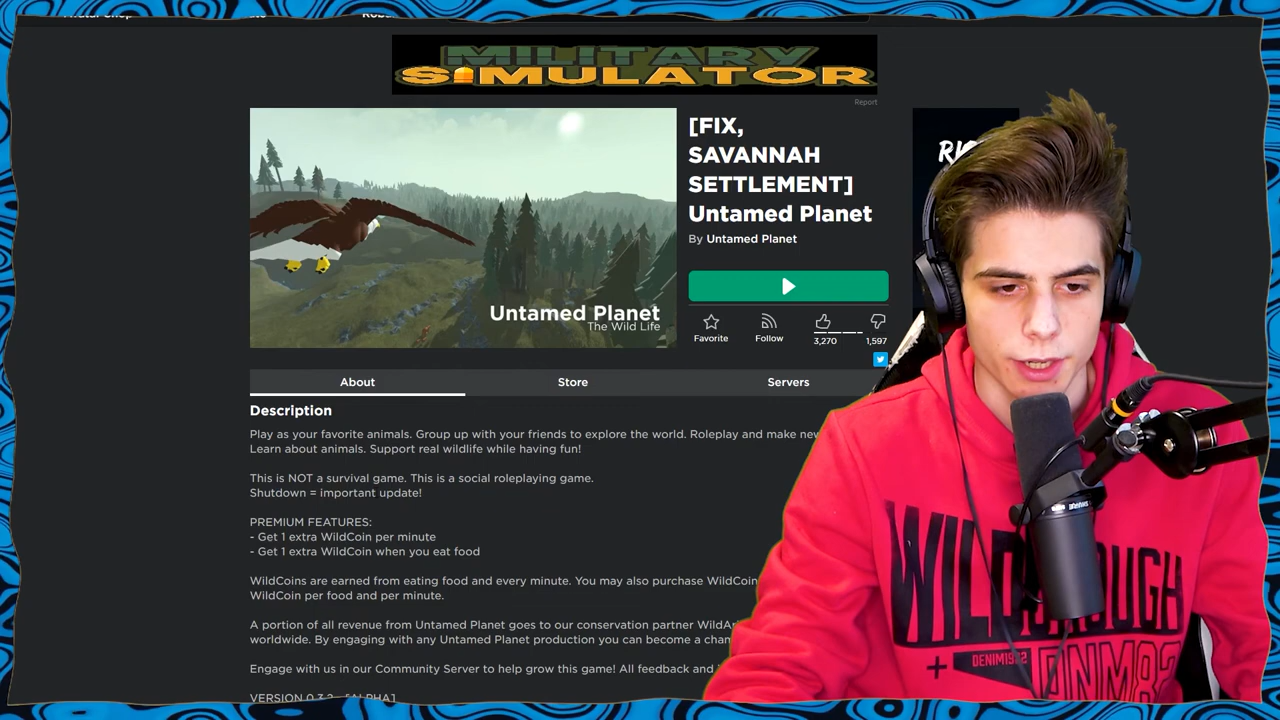 MILITARY
SIMULATOR
Report
[FIX,
SAVANNAH
SETTLEMENT]
Untamed Planet
By Untamed Planet
Untamed Planet
The Wild Life
Favorite Follow 3,270 1,597
About Store Servers
Description
Play as your favorite animals. Group up with your friends to explore the world. Roleplay and make new
Learn about animals. Support real wildlife while having fun!
This is NOT a survival game. This is a social roleplaying game.
Shutdown = important update!
PREMIUM FEATURES:
- Get 1 extra WildCoin per minute
- Get 1 extra WildCoin when you eat food
WildCoins are earned from eating food and every minute. You may also purchase WildCoin
WildCoin per food and per minute.
A portion of all revenue from Untamed Planet goes to our conservation partner
worldwide. By engaging with any Untamed Planet production you can become a
Engage with us in our Community Server to help grow this game! All feedback and
VERSION [ALPHA]
DENIM1982
DNM82